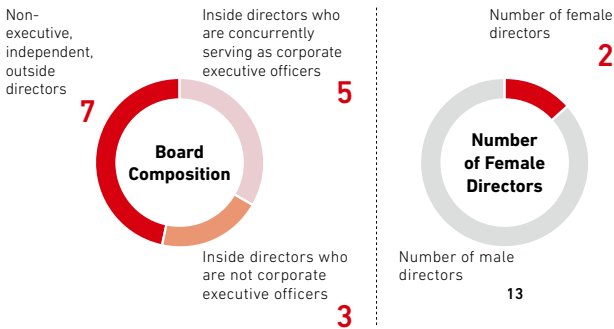 Non-
executive,
independent,
outside
directors
7
Inside directors who
are concurrently
serving as corporate
executive officers
5
Board
Composition
Inside directors who
are not corporate
executive officers
3
Number of female
directors
2
Number
of Female
Directors
Number of male
directors
13